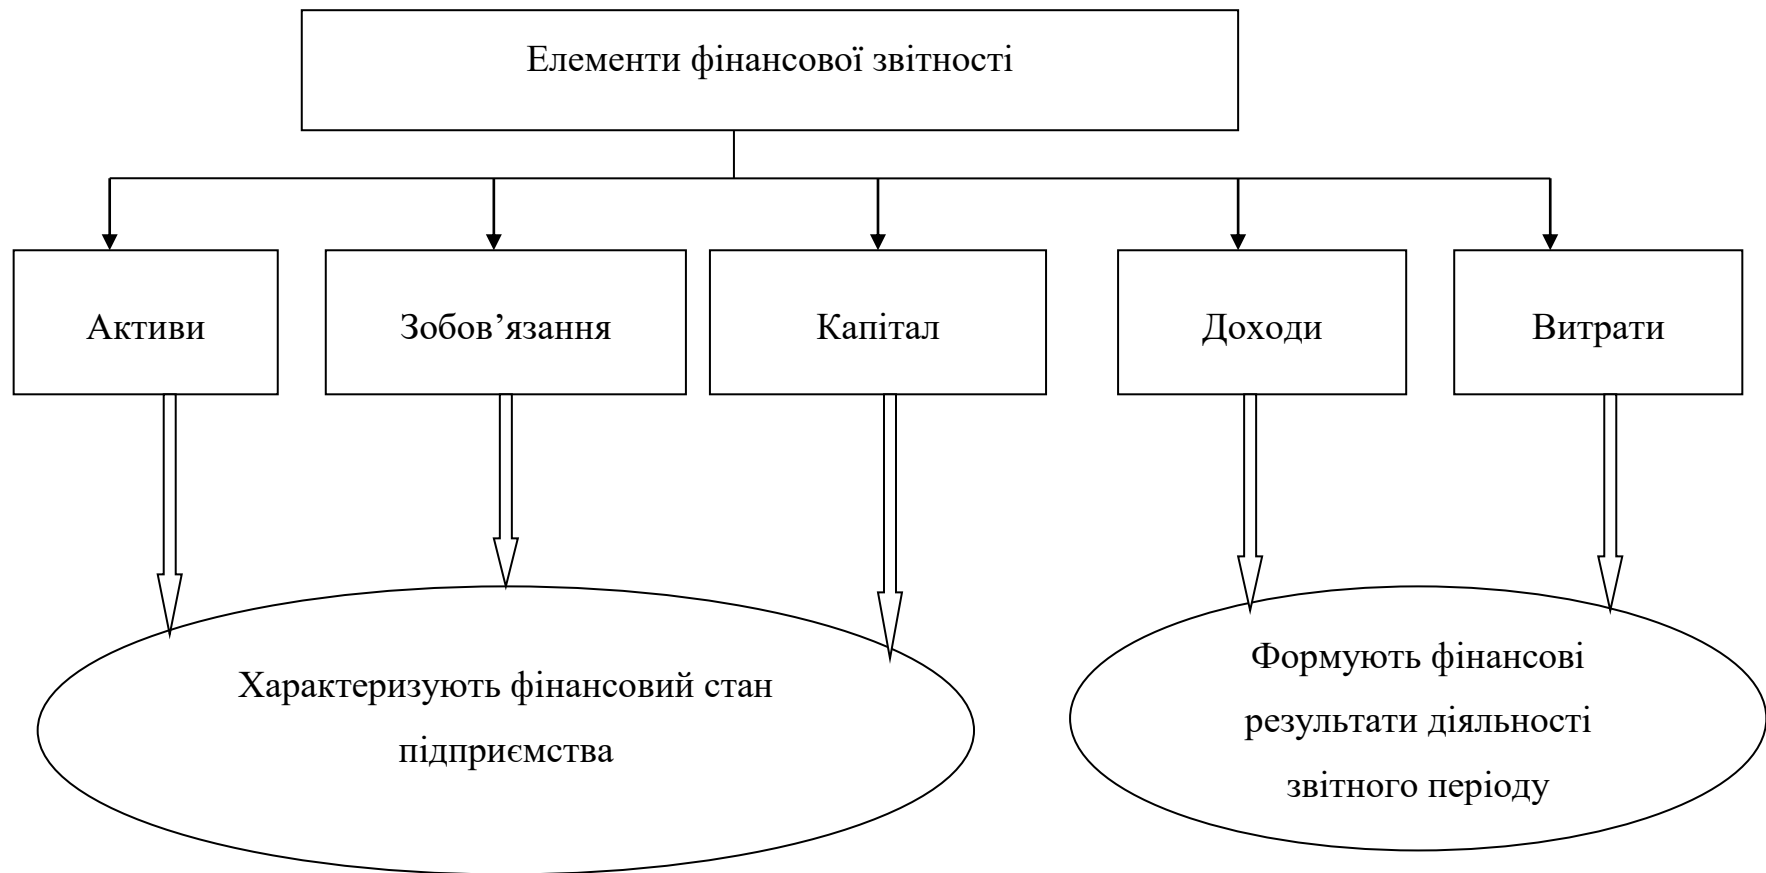 Елементи фінансової звітності
Активи
Зобов’язання
Капітал
Доходи
Витрати
Характеризують фінансовий стан
підприємства
Формують фінансові
результати діяльності
звітного періоду